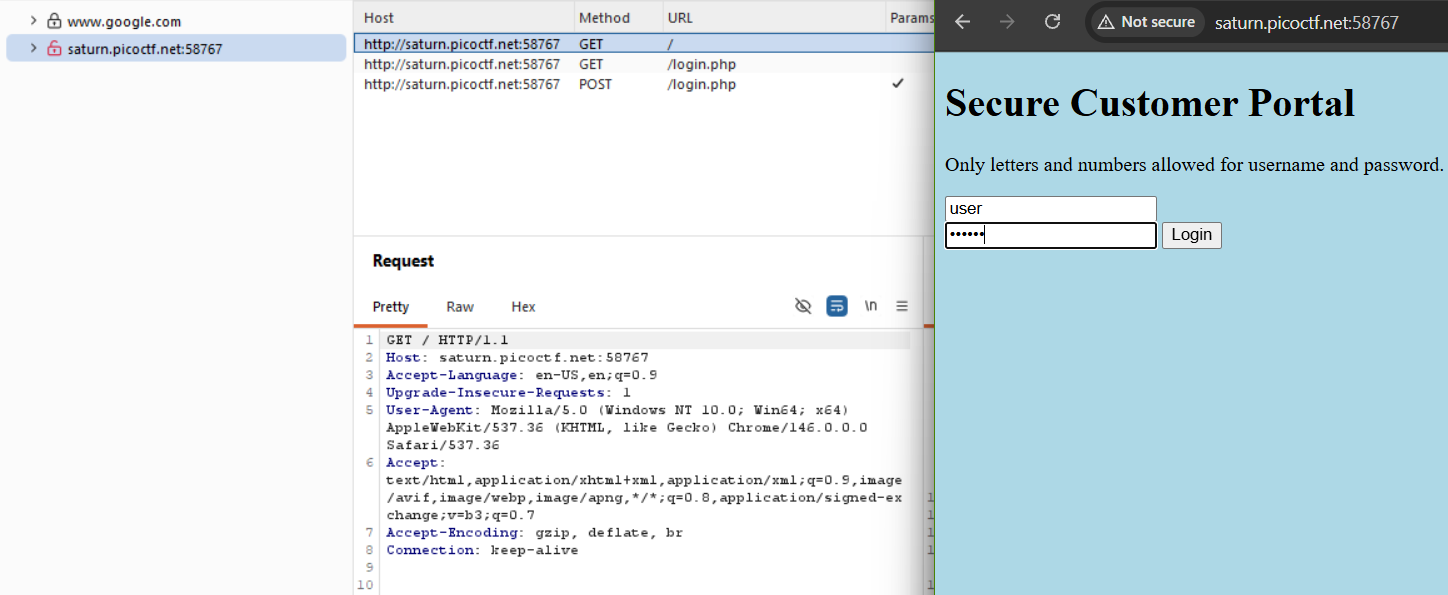 www.google.com
saturn.picoctf.net:58767
Host Method URL Params
http://saturn.picoctf.net:58767 GET /
http://saturn.picoctf.net:58767 GET /login.php
http://saturn.picoctf.net:58767 POST /login.php
Request
Pretty Raw Hex
\n
1 GET / HTTP/1.1
2 Host: saturn.picoctf.net:58767
3 Accept-Language: en-US,en;q=0.9
4 Upgrade-Insecure-Requests: 1
5 User-Agent: Mozilla/5.0 (Windows NT 10.0; Win64; x64)
AppleWebKit/537.36 (KHTML, like Gecko) Chrome/146.0.0.0
Safari/537.36
6 Accept:
text/html,application/xhtml+xml,application/xml;q=0.9,image
/avif,image/webp,image/apng,*/*;q=0.8,application/signed-ex
change;v=b3;q=0.7
7 Accept-Encoding: gzip, deflate, br
8 Connection: keep-alive
9
10
1
1
1
1
1
Not secure saturn.picoctf.net:58767
Secure Customer Portal
Only letters and numbers allowed for username and password.
user
•••••• Login